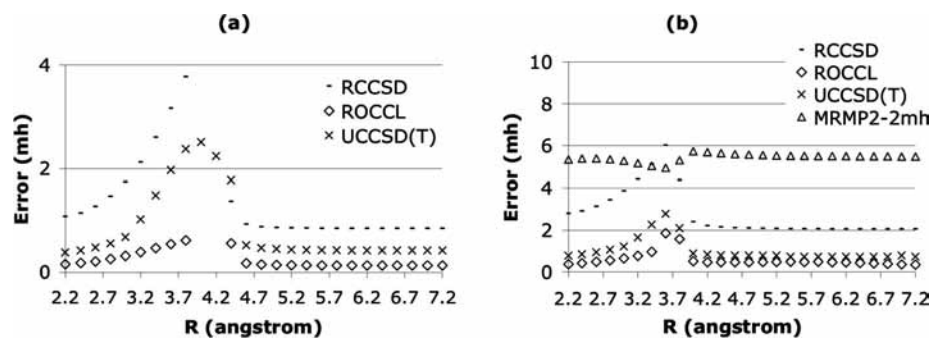 (a)
4
2
0
Error (mh)
RCCSD
ROCCL
UCCSD(T)
2.2 2.7 3.2 3.7 4.2 4.7 5.2 5.7 6.2 6.7 7.2
R (angstrom)
(b)
10
8
6
4
2
0
Error (mh)
RCCSD
ROCCL
UCCSD(T)
MRMP2-2mh
2.2 2.7 3.2 3.7 4.2 4.7 5.2 5.7 6.2 6.7 7.2
R (angstrom)